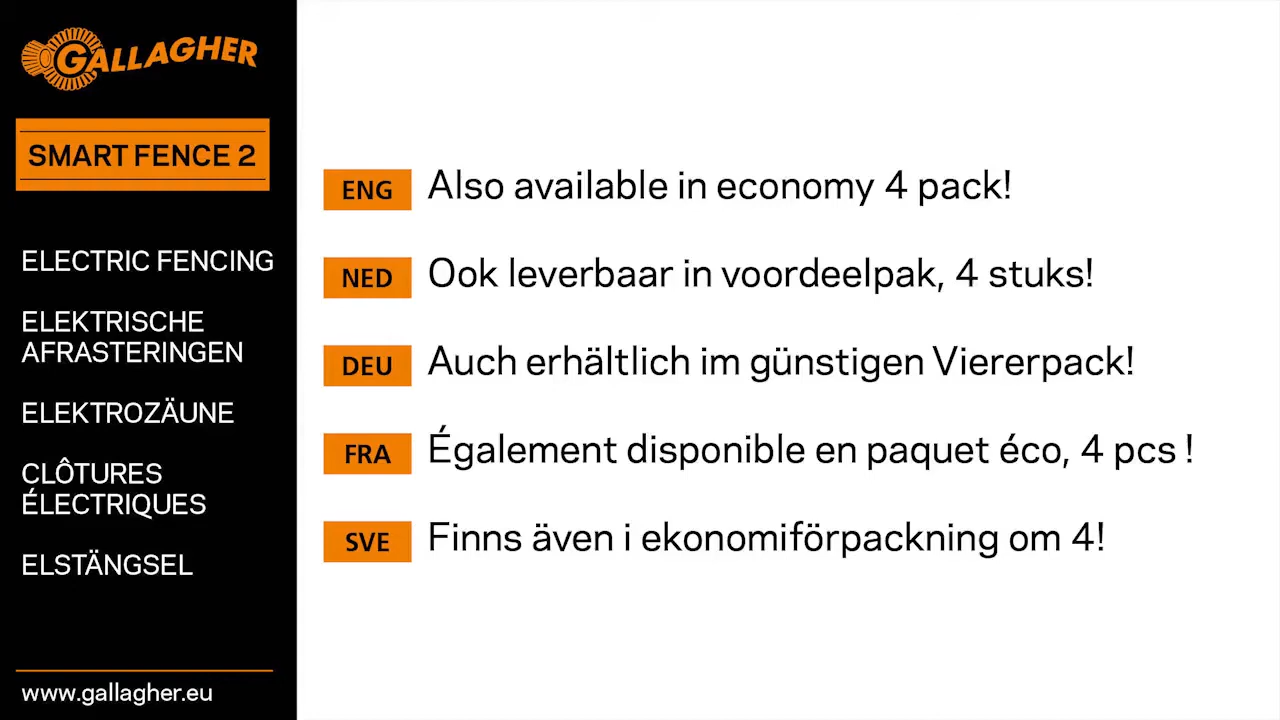 GALLAGHER
SMART FENCE 2
ELECTRIC FENCING
ELEKTRISCHE
AFRASTERINGEN
ELEKTROZÄUNE
CLÔTURES
ÉLECTRIQUES
ELSTÄNGSEL
www.gallagher.eu
ENG Also available in economy 4 pack!
NED Ook leverbaar in voordeelpak, 4 stuks!
DEU Auch erhältlich im günstigen Viererpack!
FRA Également disponible en paquet éco, 4 pcs !
SVE Finns även i ekonomiförpackning om 4!